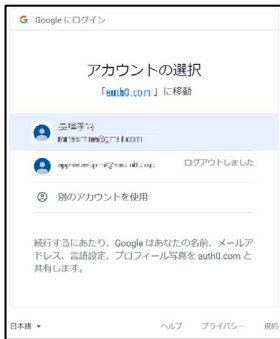 Google にログイン
アカウントの選択
「auth0.com」に移動
ログアウトしました
別のアカウントを使用
続行するにあたり、Google はあなたの名前、メールア
ドレス、言語設定、プロフィール写真を auth0.com と
共有します。
日本語
ヘルプ プライバシー 規約